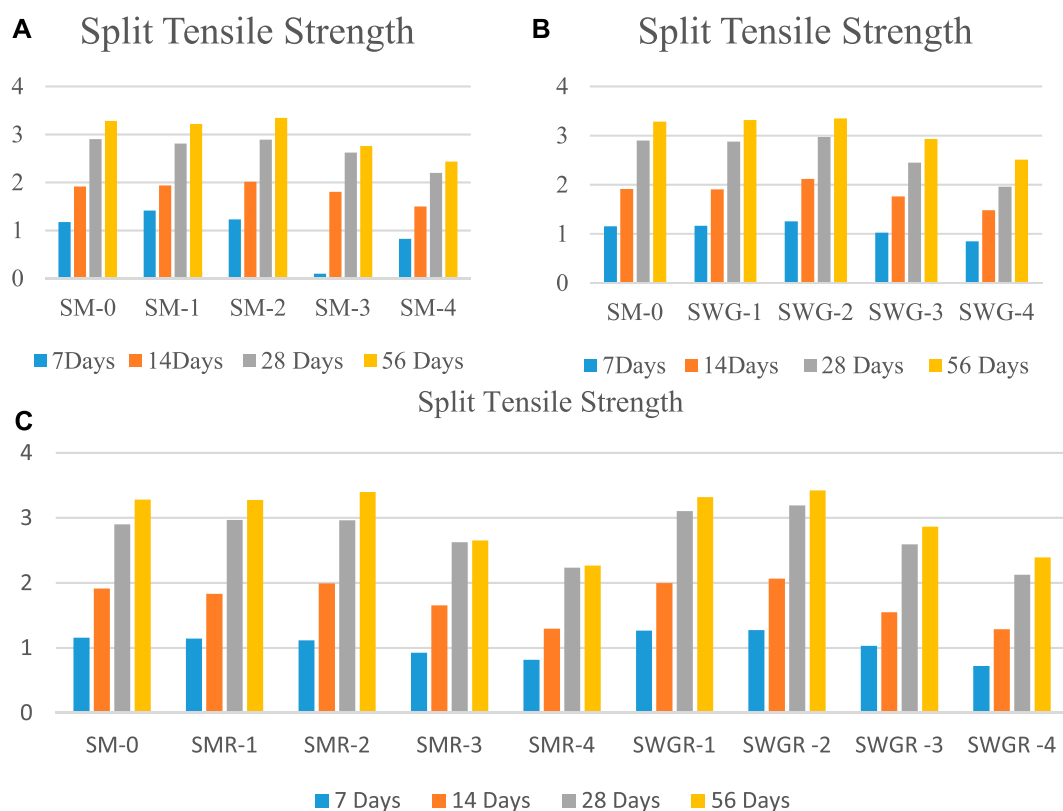 A
Split Tensile Strength
4
3
2
1
0
SM-0 SM-1 SM-2 SM-3 SM-4
7Days 14Days 28 Days 56 Days
B
Split Tensile Strength
4
3
2
1
0
SM-0 SWG-1 SWG-2 SWG-3 SWG-4
7Days 14Days 28 Days 56 Days
C
Split Tensile Strength
4
3
2
1
0
SM-0 SMR-1 SMR-2 SMR-3 SMR-4 SWGR-1 SWGR -2 SWGR -3 SWGR -4
7 Days 14 Days 28 Days 56 Days